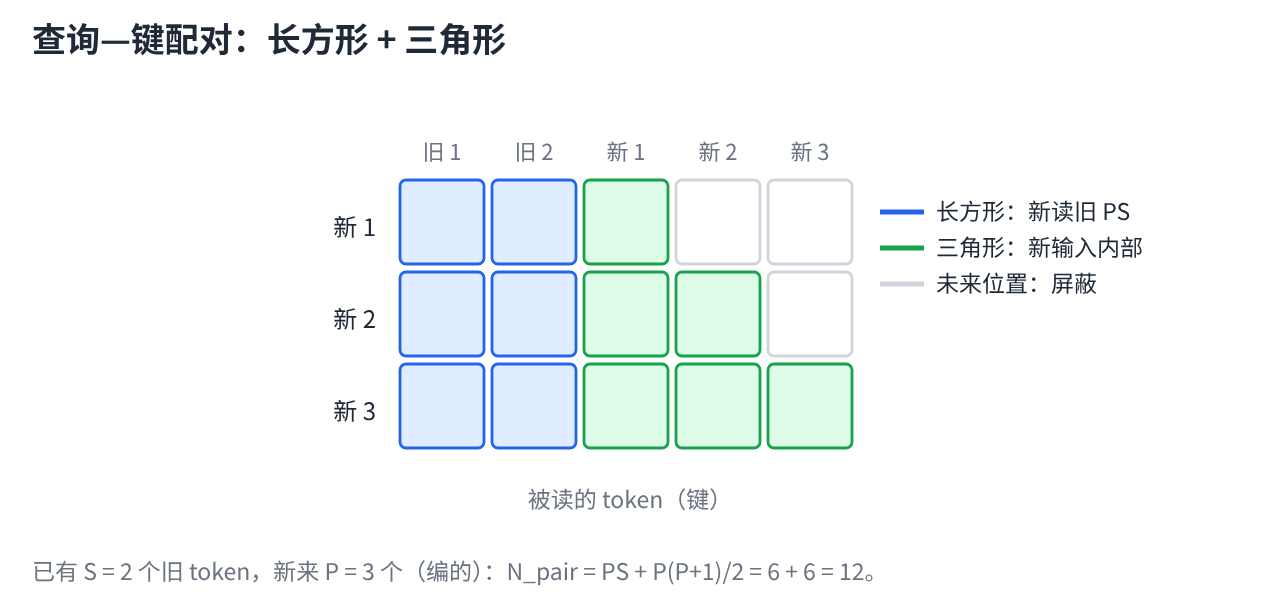 查询—键配对：长方形 + 三角形
旧 1 旧 2 新 1 新 2 新 3
新 1
新 2
新 3
长方形：新读旧 PS
三角形：新输入内部
未来位置：屏蔽
被读的 token（键）
已有 S = 2 个旧 token，新来 P = 3 个（编的）：N_pair = PS + P(P+1)/2 = 6 + 6 = 12。